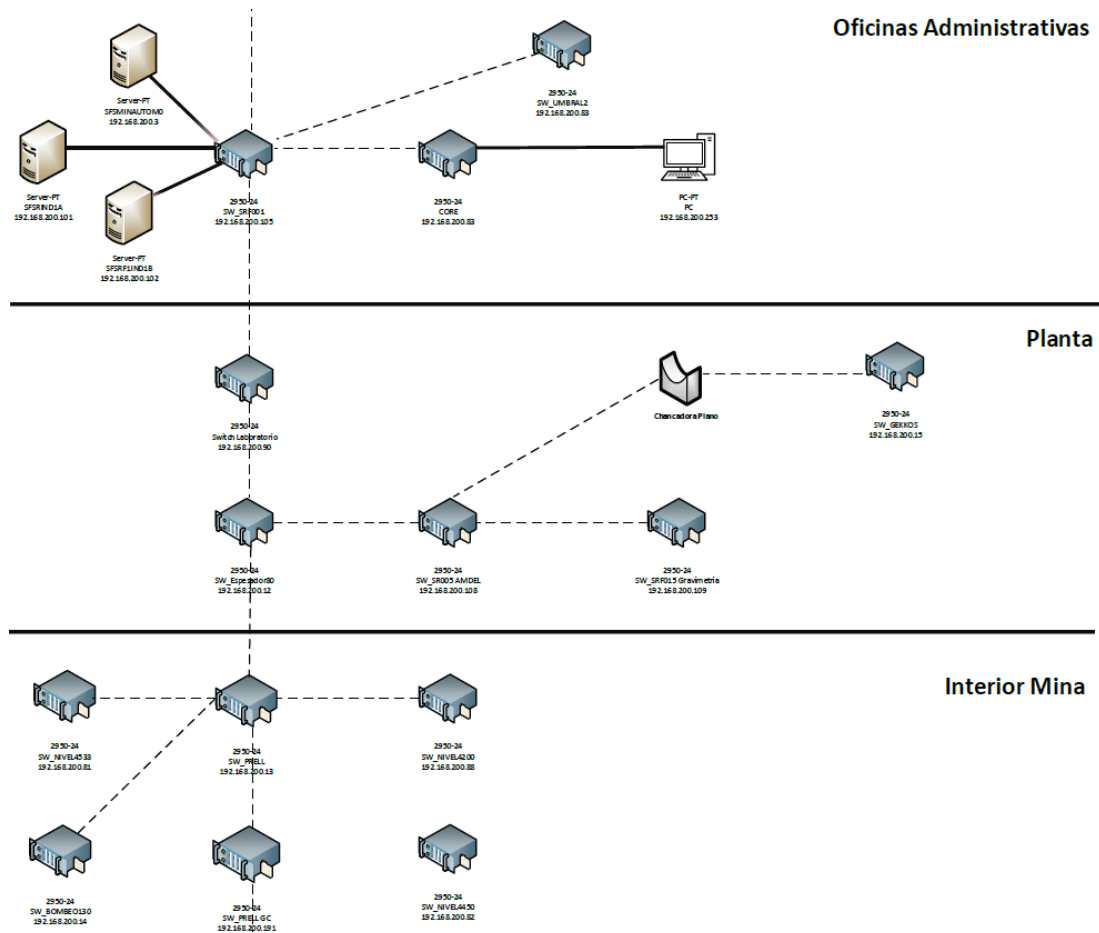 Oficinas Administrativas
Server-PT
SFSMINAUTOM0
192.168.200.3
2950-24
SW_UMBRAL2
192.168.200.83
Server-PT
SFSRIND1A
192.168.200.101
2950-24
SW_SRF001
192.168.200.105
2950-24
CORE
192.168.200.83
PC-PT
PC
192.168.200.253
Server-PT
SFSRF1IND1B
192.168.200.102
Planta
2950-24
Switch Laboratorio
192.168.200.90
Chancadora Plano
2950-24
SW_GEKKOS
192.168.200.15
2950-24
SW_Espesador80
192.168.200.12
2950-24
SW_SR005 AMDEL
192.168.200.108
2950-24
SW_SRF015 Gravimetria
192.168.200.109
Interior Mina
2950-24
SW_NIVEL4533
192.168.200.81
2950-24
SW_PRELL
192.168.200.13
2950-24
SW_NIVEL4200
192.168.200.88
2950-24
SW_BOMBEO130
192.168.200.14
2950-24
SW_PRELL GC
192.168.200.191
2950-24
SW_NIVEL4450
192.168.200.82